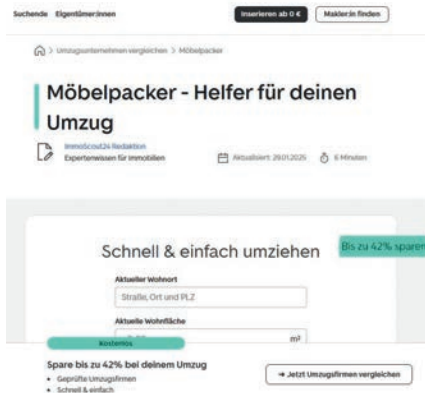 Suchende Eigentümer:innen
Inserieren ab 0 €
Makler:in finden
> Umzugsunternehmen vergleichen > Möbelpacker
Möbelpacker - Helfer für deinen
Umzug
ImmoScout24 Redaktion
Expertenwissen für Immobilien
Aktualisiert: 29.01.2025
6 Minuten
Schnell & einfach umziehen
Bis zu 42% sparen
Aktueller Wohnort
Straße, Ort und PLZ
Aktuelle Wohnfläche
m²
Kostenlos
Spare bis zu 42% bei deinem Umzug
• Geprüfte Umzugsfirmen
• Schnell & einfach
→ Jetzt Umzugsfirmen vergleichen